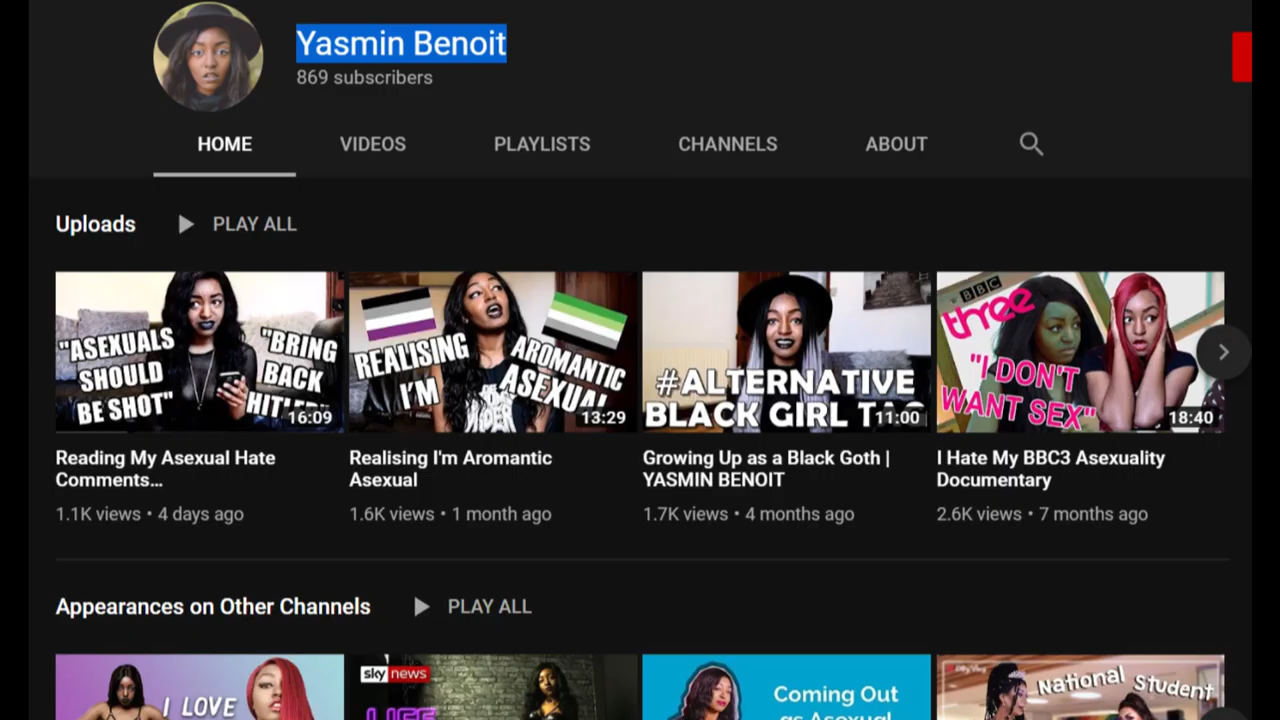 Yasmin Benoit
869 subscribers
HOME VIDEOS PLAYLISTS CHANNELS ABOUT
Uploads PLAY ALL
"ASEXUALS
SHOULD
BE SHOT"
"BRING
BACK
16:09
REALISING
I'M
AROMANTIC
ASEXUAL
13:29
#ALTERNATIVE
BLACK GIRL
11:00
BBC
three
"I DON'T
WANT SEX"
18:40
Reading My Asexual Hate
Comments...
1.1K views • 4 days ago
Realising I'm Aromantic
Asexual
1.6K views • 1 month ago
Growing Up as a Black Goth |
YASMIN BENOIT
1.7K views • 4 months ago
I Hate My BBC3 Asexuality
Documentary
2.6K views • 7 months ago
Appearances on Other Channels PLAY ALL
I LOVE
sky news
LIFE
Coming Out
as Asexual
National Student